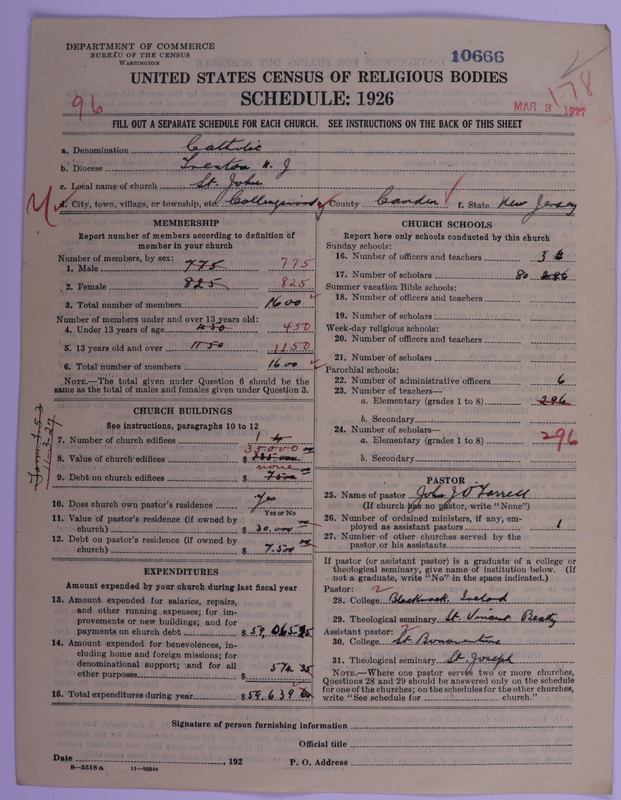 DEPARTMENT OF COMMERCE
BUREAU OF THE CENSUS
WASHINGTON
10666
UNITED STATES CENSUS OF RELIGIOUS BODIES
SCHEDULE: 1926
96
178
MAR 3 1927
FILL OUT A SEPARATE SCHEDULE FOR EACH CHURCH. SEE INSTRUCTIONS ON THE BACK OF THIS SHEET
a. Denomination Catholic
b. Diocese Trenton N. J
c. Local name of church St. John
d. City, town, village, or township, etc. Collingswood e. County Camden f. State New Jersey
MEMBERSHIP
Report number of members according to definition of member in your church
Number of members, by sex:
1. Male 775 775
2. Female 825 825
3. Total number of members 1600
Number of members under and over 13 years old:
4. Under 13 years of age 450 450
5. 13 years old and over 1150 1150
6. Total number of members 1600
NOTE.—The total given under Question 6 should be the same as the total of males and females given under Question 3.
CHURCH BUILDINGS
See instructions, paragraphs 10 to 12
7. Number of church edifices 1 4
35,000
8. Value of church edifices $
none
9. Debt on church edifices $ 7500
10. Does church own pastor's residence Yes
Yes or No
11. Value of pastor's residence (if owned by church) $ 30.000 00
12. Debt on pastor's residence (if owned by church) $ 7.500 00
EXPENDITURES
Amount expended by your church during last fiscal year
13. Amount expended for salaries, repairs, and other running expenses; for improvements or new buildings; and for payments on church debt $ 59,065.25
14. Amount expended for benevolences, including home and foreign missions; for denominational support; and for all other purposes $ 574.35
15. Total expenditures during year $ 59.639 60
CHURCH SCHOOLS
Report here only schools conducted by this church
Sunday schools:
16. Number of officers and teachers 3 6
17. Number of scholars 80 286
Summer vacation Bible schools:
18. Number of officers and teachers
19. Number of scholars
Week-day religious schools:
20. Number of officers and teachers
21. Number of scholars
Parochial schools:
22. Number of administrative officers 6
23. Number of teachers—
a. Elementary (grades 1 to 8) 296
b. Secondary
24. Number of scholars—
a. Elementary (grades 1 to 8) 296
b. Secondary
PASTOR
25. Name of pastor John J O'Farrell
(If church has no pastor, write "None")
26. Number of ordained ministers, if any, employed as assistant pastors 1
27. Number of other churches served by the pastor or his assistants
If pastor (or assistant pastor) is a graduate of a college or theological seminary, give name of institution below. (If not a graduate, write "No" in the space indicated.)
Pastor:
28. College Blackrock Ireland
29. Theological seminary St. Vincent Beatty
Assistant pastor:
30. College St Bonaventure
31. Theological seminary St. Joseph
NOTE.—Where one pastor serves two or more churches, Questions 28 and 29 should be answered only on the schedule for one of the churches; on the schedules for the other churches, write "See schedule for church."
Signature of person furnishing information
Official title
Date , 192 P. O. Address
8—5518 a 11—9264a